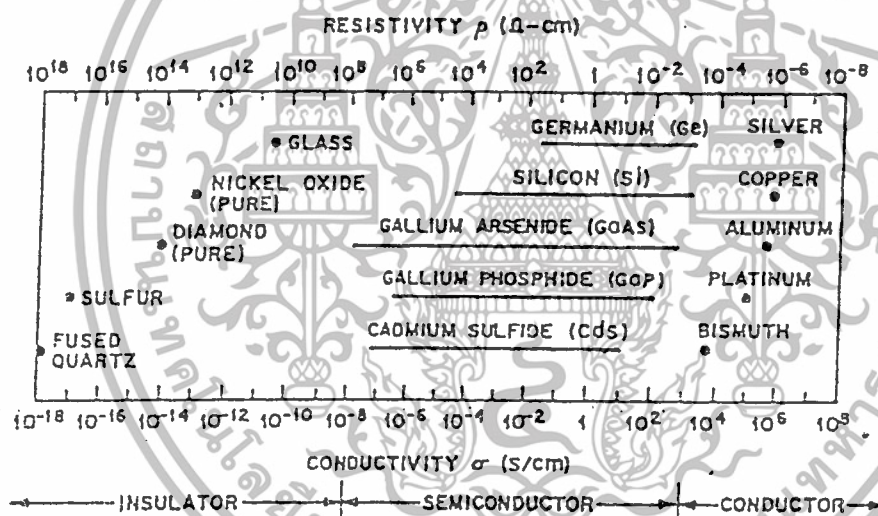 RESISTIVITY ρ (Ω-cm)
10¹⁸ 10¹⁶ 10¹⁴ 10¹² 10¹⁰ 10⁸ 10⁶ 10⁴ 10² 1 10⁻² 10⁻⁴ 10⁻⁶ 10⁻⁸
GERMANIUM (Ge) SILVER
GLASS
NICKEL OXIDE SILICON (Si) COPPER
(PURE)
DIAMOND GALLIUM ARSENIDE (GaAs) ALUMINUM
(PURE)
GALLIUM PHOSPHIDE (GaP) PLATINUM
SULFUR
FUSED CADMIUM SULFIDE (CdS) BISMUTH
QUARTZ
10⁻¹⁸ 10⁻¹⁶ 10⁻¹⁴ 10⁻¹² 10⁻¹⁰ 10⁻⁸ 10⁻⁶ 10⁻⁴ 10⁻² 1 10² 10⁴ 10⁶ 10⁸
CONDUCTIVITY σ (S/cm)
INSULATOR SEMICONDUCTOR CONDUCTOR